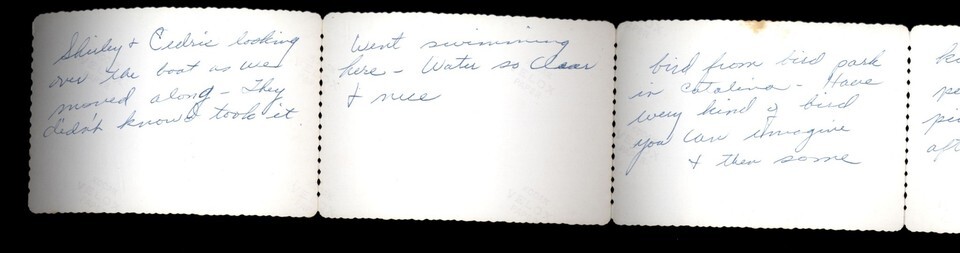 Shirley & Cedric looking
over the boat as we
moved along - They
didn't know I took it.
Went swimming
here - Water so clear
& nice
bird from bird park
in Catalina - Have
every kind of bird
you can imagine
& then some